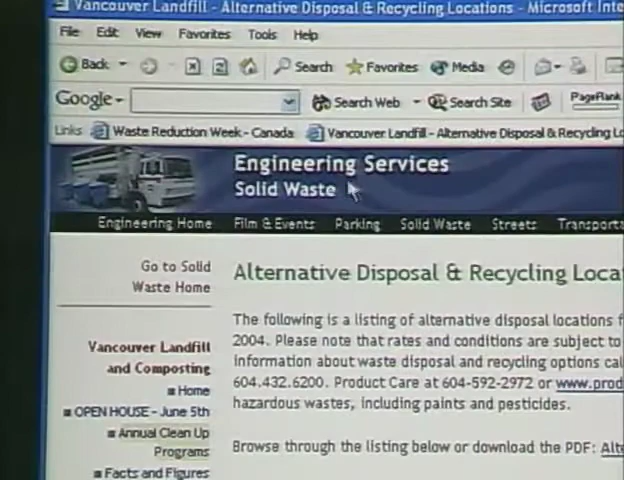 Vancouver Landfill - Alternative Disposal & Recycling Locations - Microsoft Inte
File Edit View Favorites Tools Help
Back Search Favorites Media
Google Search Web Search Site PageRank
Links Waste Reduction Week - Canada Vancouver Landfill - Alternative Disposal & Recycling Lo
Engineering Services
Solid Waste
Engineering Home Film & Events Parking Solid Waste Streets Transporta
Go to Solid
Waste Home
Alternative Disposal & Recycling Loca
The following is a listing of alternative disposal locations f
2004. Please note that rates and conditions are subject to
information about waste disposal and recycling options cal
604.432.6200. Product Care at 604-592-2972 or www.prod
hazardous wastes, including paints and pesticides.
Browse through the listing below or download the PDF: Alte
Vancouver Landfill
and Composting
Home
OPEN HOUSE - June 5th
Annual Clean Up
Programs
Facts and Figures